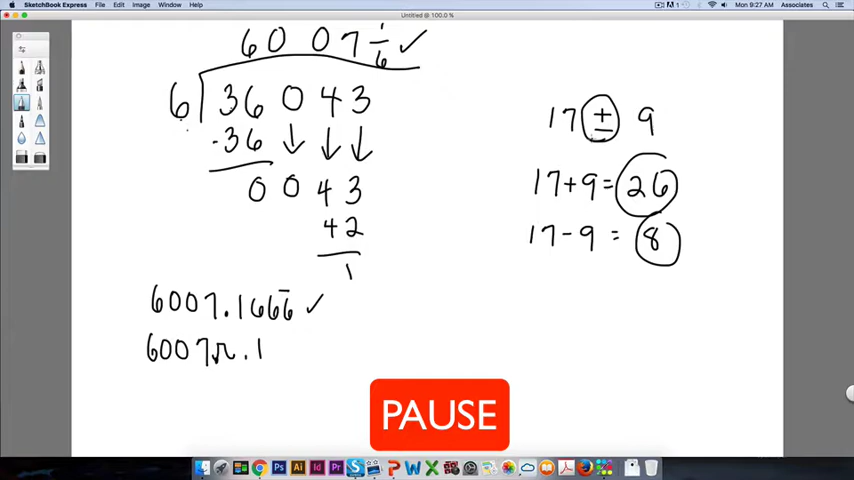 SketchBook Express File Edit Image Window Help
Mon 9:27 AM Associates
Untitled @ 100.0 %
6007 1/6 ✓
6 36043
-36 ↓ ↓ ↓
0043
42
1
6007.1666̅ ✓
6007r.1
17 ± 9
17+9=26
17-9=8
PAUSE